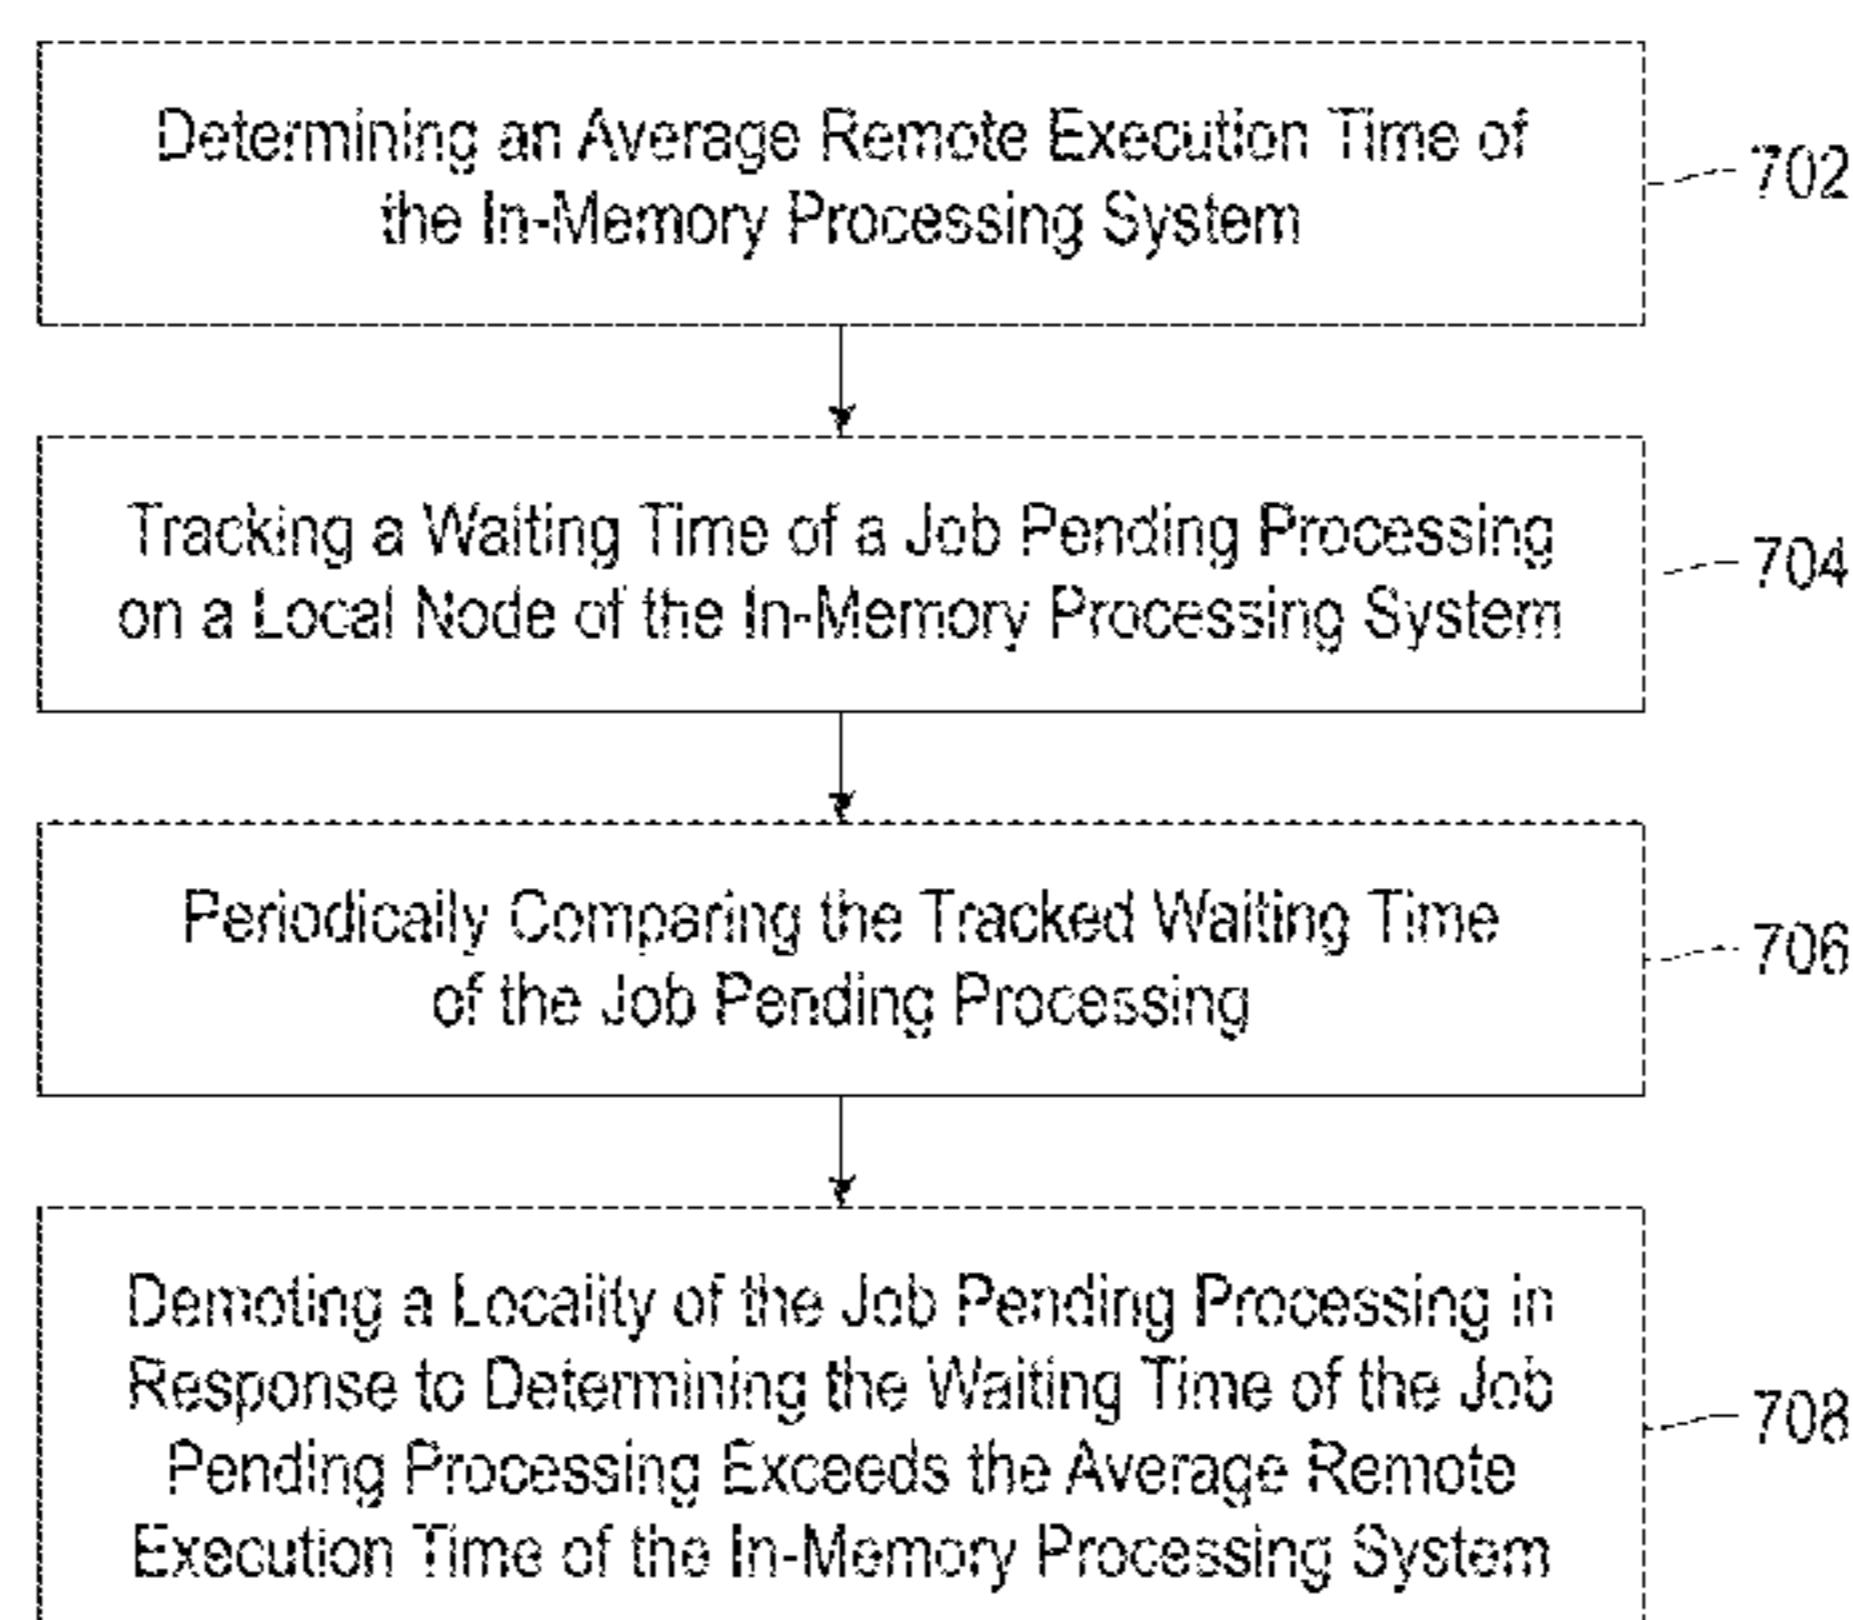 Determining an Average Remote Execution Time of
the In-Memory Processing System
702
Tracking a Waiting Time of a Job Pending Processing
on a Local Node of the In-Memory Processing System
704
Periodically Comparing the Tracked Waiting Time
of the Job Pending Processing
706
Demoting a Locality of the Job Pending Processing in
Response to Determining the Waiting Time of the Job
Pending Processing Exceeds the Average Remote
Execution Time of the In-Memory Processing System
708